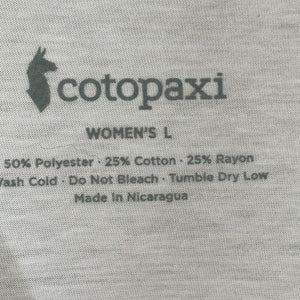 cotopaxi
WOMEN'S L
50% Polyester · 25% Cotton · 25% Rayon
Wash Cold · Do Not Bleach · Tumble Dry Low
Made In Nicaragua